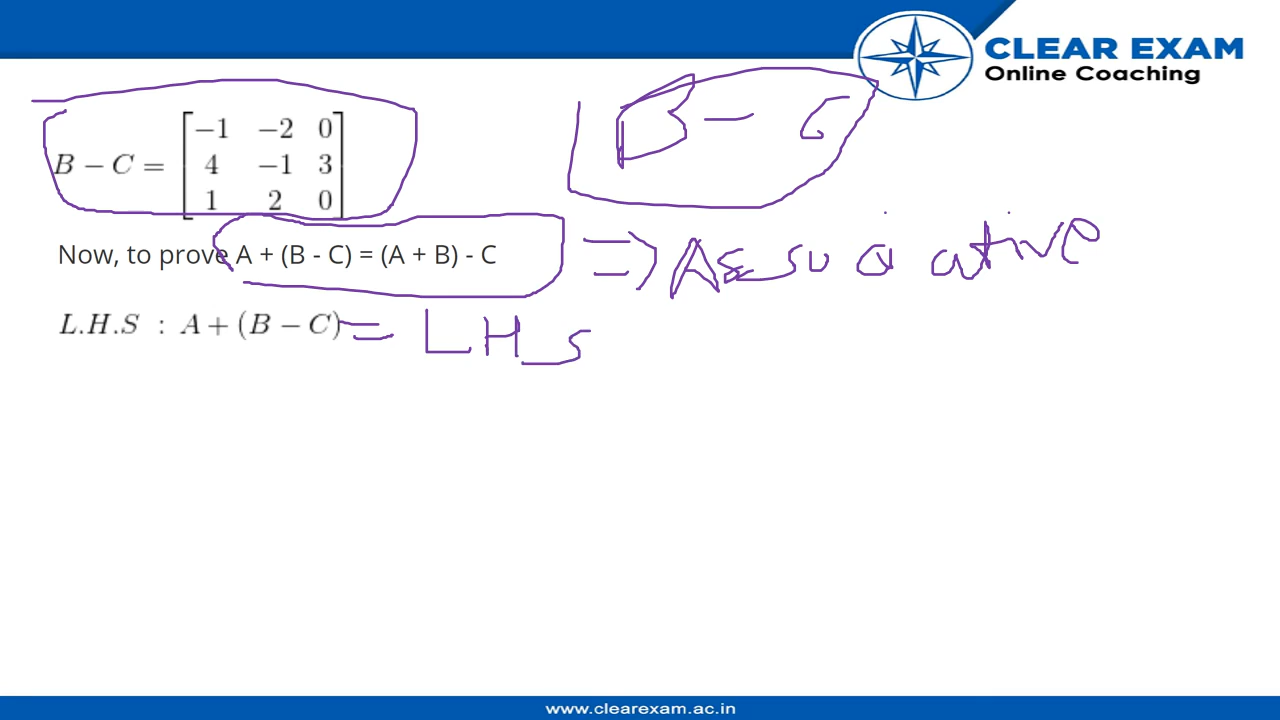 CLEAR EXAM
Online Coaching
B − C = [−1 −2 0
4 −1 3
1 2 0]
B - C
Now, to prove A + (B - C) = (A + B) - C
=> Associative
L.H.S : A + (B − C) = LHS
www.clearexam.ac.in